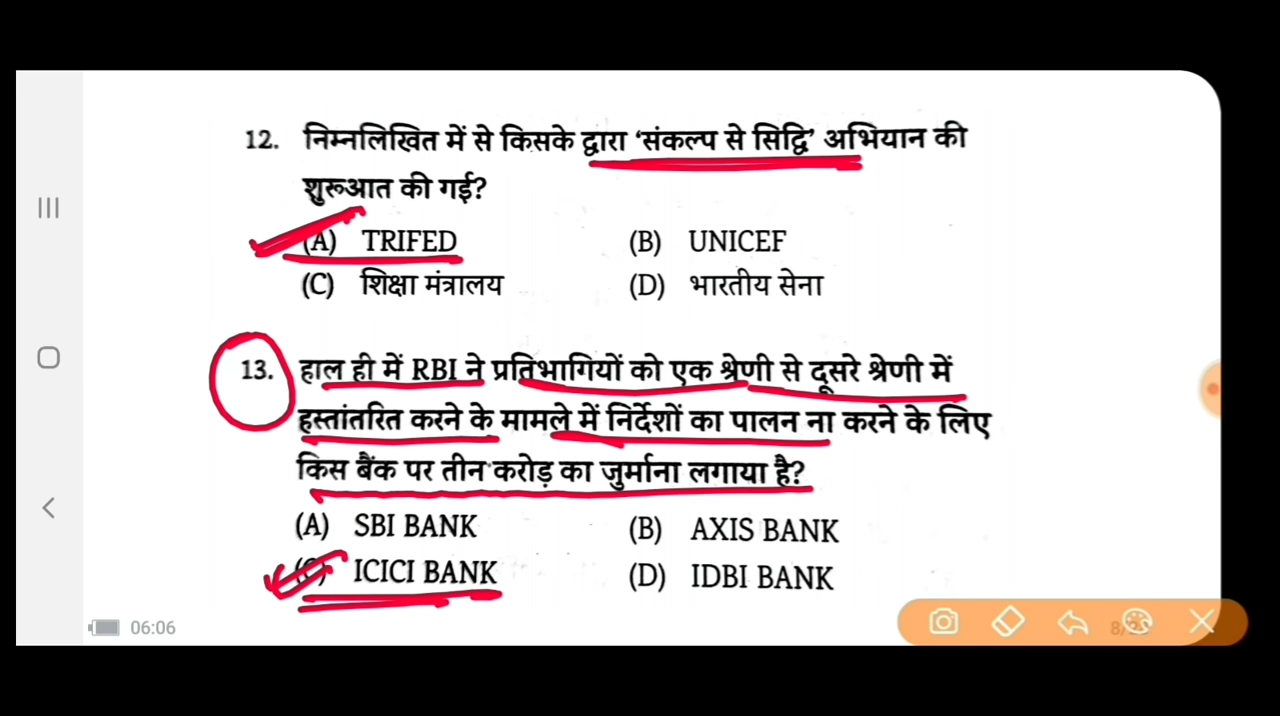 12. निम्नलिखित में से किसके द्वारा ‘संकल्प से सिद्धि’ अभियान की
शुरूआत की गई?
(A) TRIFED (B) UNICEF
(C) शिक्षा मंत्रालय (D) भारतीय सेना
13. हाल ही में RBI ने प्रतिभागियों को एक श्रेणी से दूसरे श्रेणी में
हस्तांतरित करने के मामले में निर्देशों का पालन ना करने के लिए
किस बैंक पर तीन करोड़ का जुर्माना लगाया है?
(A) SBI BANK (B) AXIS BANK
(C) ICICI BANK (D) IDBI BANK
06:06